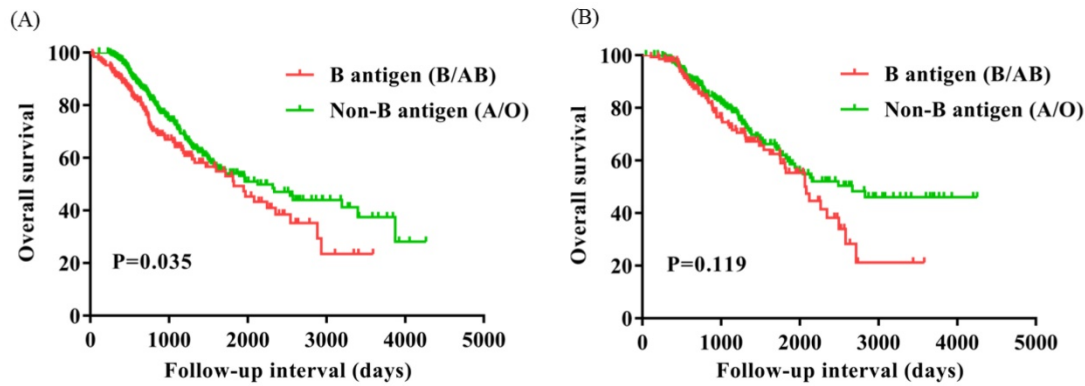 (A)
Overall survival
100
80
60
40
20
0
B antigen (B/AB)
Non-B antigen (A/O)
P=0.035
0 1000 2000 3000 4000 5000
Follow-up interval (days)
(B)
Overall survival
100
80
60
40
20
0
B antigen (B/AB)
Non-B antigen (A/O)
P=0.119
0 1000 2000 3000 4000 5000
Follow-up interval (days)